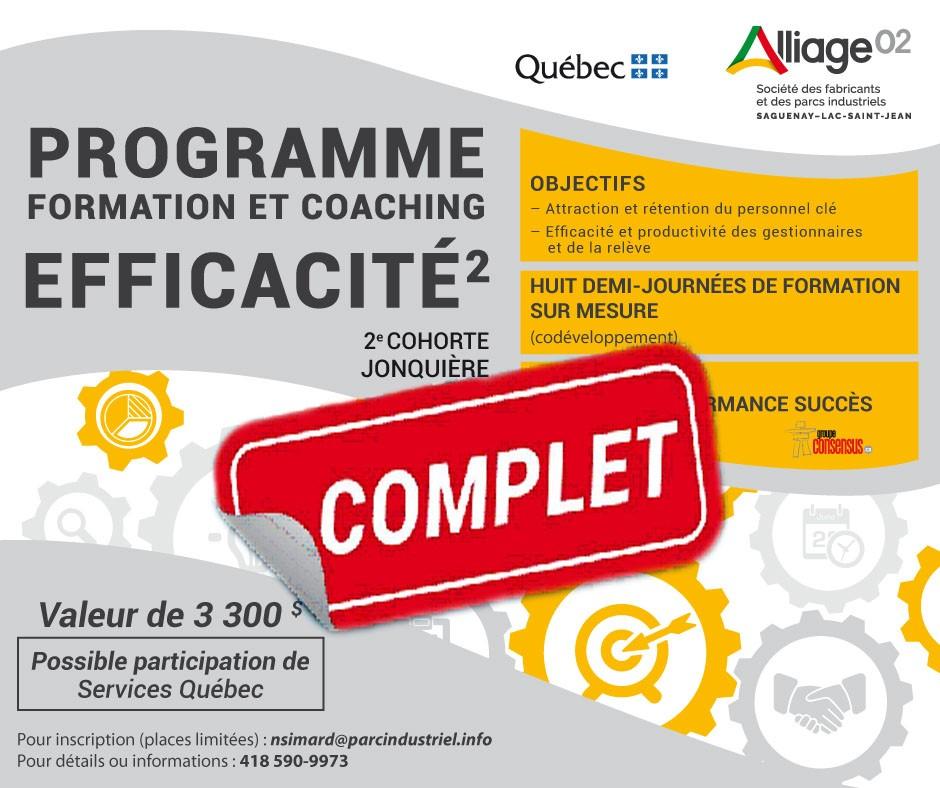 Québec
Alliage 02
Société des fabricants
et des parcs industriels
SAGUENAY–LAC-SAINT-JEAN
PROGRAMME
FORMATION ET COACHING
EFFICACITÉ²
2e COHORTE
JONQUIÈRE
OBJECTIFS
– Attraction et rétention du personnel clé
– Efficacité et productivité des gestionnaires
et de la relève
HUIT DEMI-JOURNÉES DE FORMATION
SUR MESURE
(codéveloppement)
RMANCE SUCCÈS
groupe
consensus
COMPLET
Valeur de 3 300 $
Possible participation de
Services Québec
Pour inscription (places limitées) : nsimard@parcindustriel.info
Pour détails ou informations : 418 590-9973